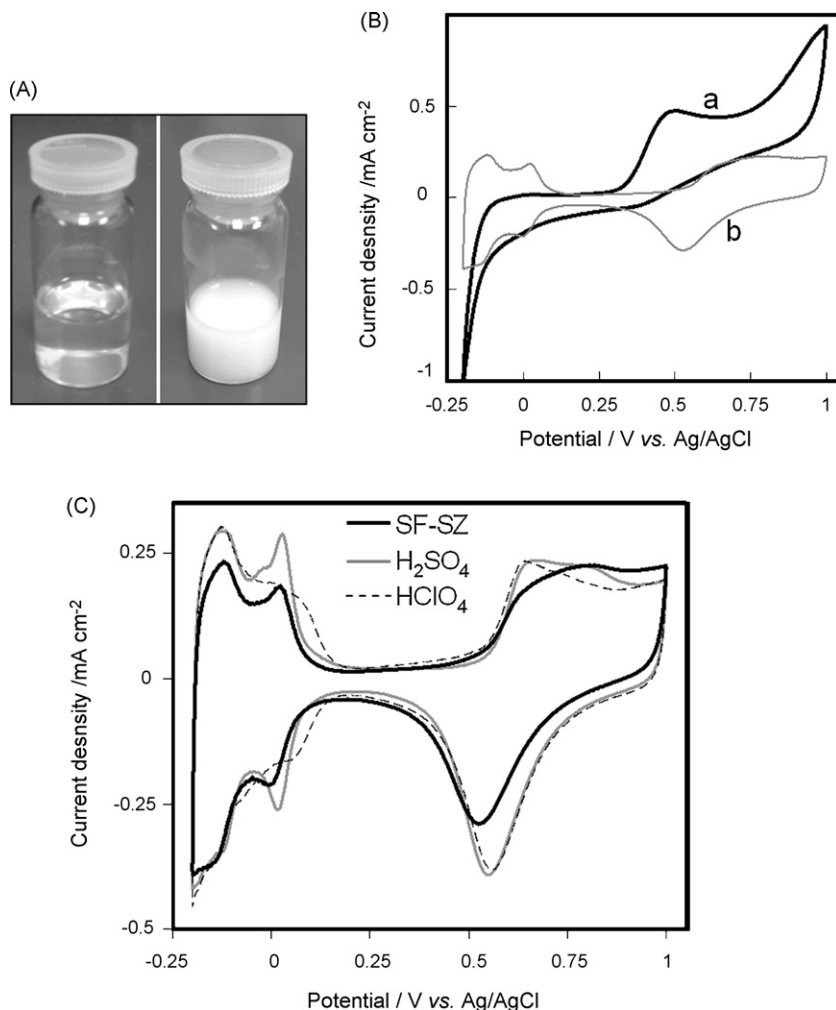 (A)
(B)
Current desnsity /mA cm-2
0.5
0
-0.5
-1
a
b
-0.25
0
0.25
0.5
0.75
1
Potential / V vs. Ag/AgCl
(C)
SF-SZ
H2SO4
HClO4
Current desnsity /mA cm-2
0.25
0
-0.25
-0.5
-0.25
0
0.25
0.5
0.75
1
Potential / V vs. Ag/AgCl